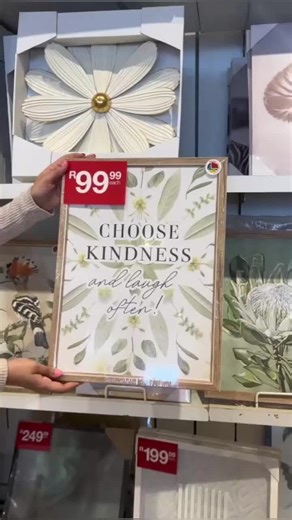 R99 99
each
CHOOSE
KINDNESS
and laugh
often!
R249 99
R199 99